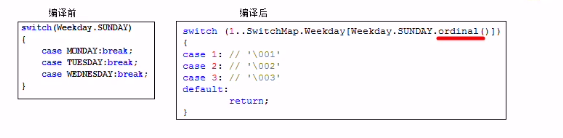 编译前
switch(Weekday.SUNDAY)
{
case MONDAY:break;
case TUESDAY:break;
case WEDNESDAY:break;
}
编译后
switch (1..SwitchMap.Weekday[Weekday.SUNDAY.ordinal()])
{
case 1: // '\001'
case 2: // '\002'
case 3: // '\003'
default:
return;
}